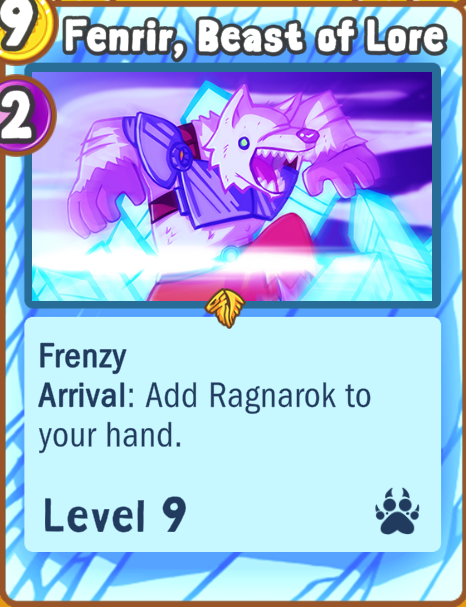 9
Fenrir, Beast of Lore
2
Frenzy
Arrival: Add Ragnarok to
your hand.
Level 9